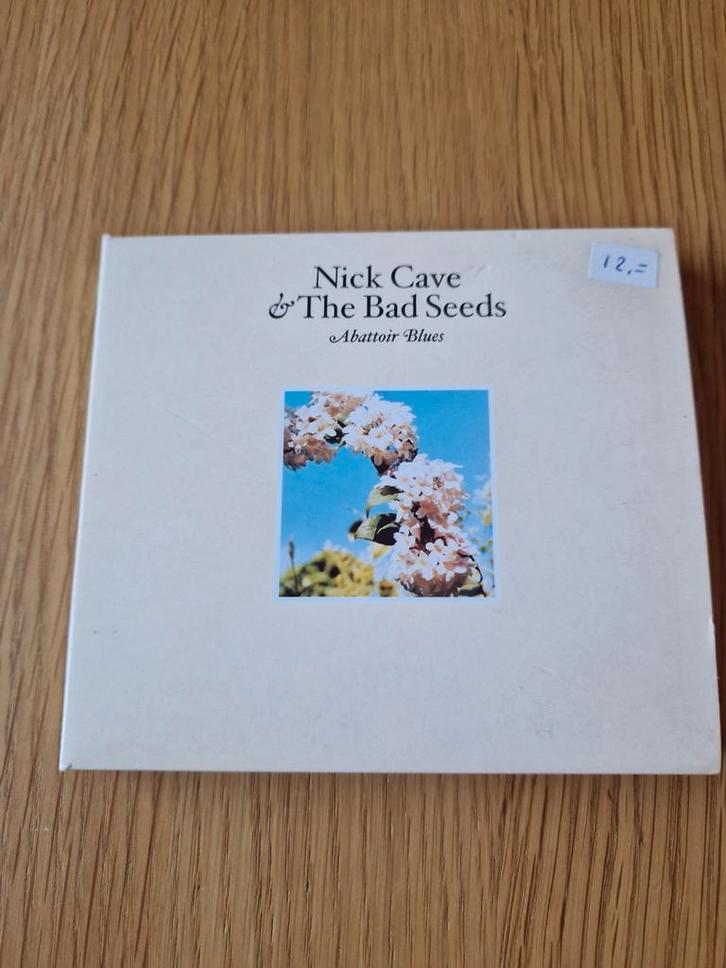 Nick Cave
& The Bad Seeds
Abattoir Blues
12,=